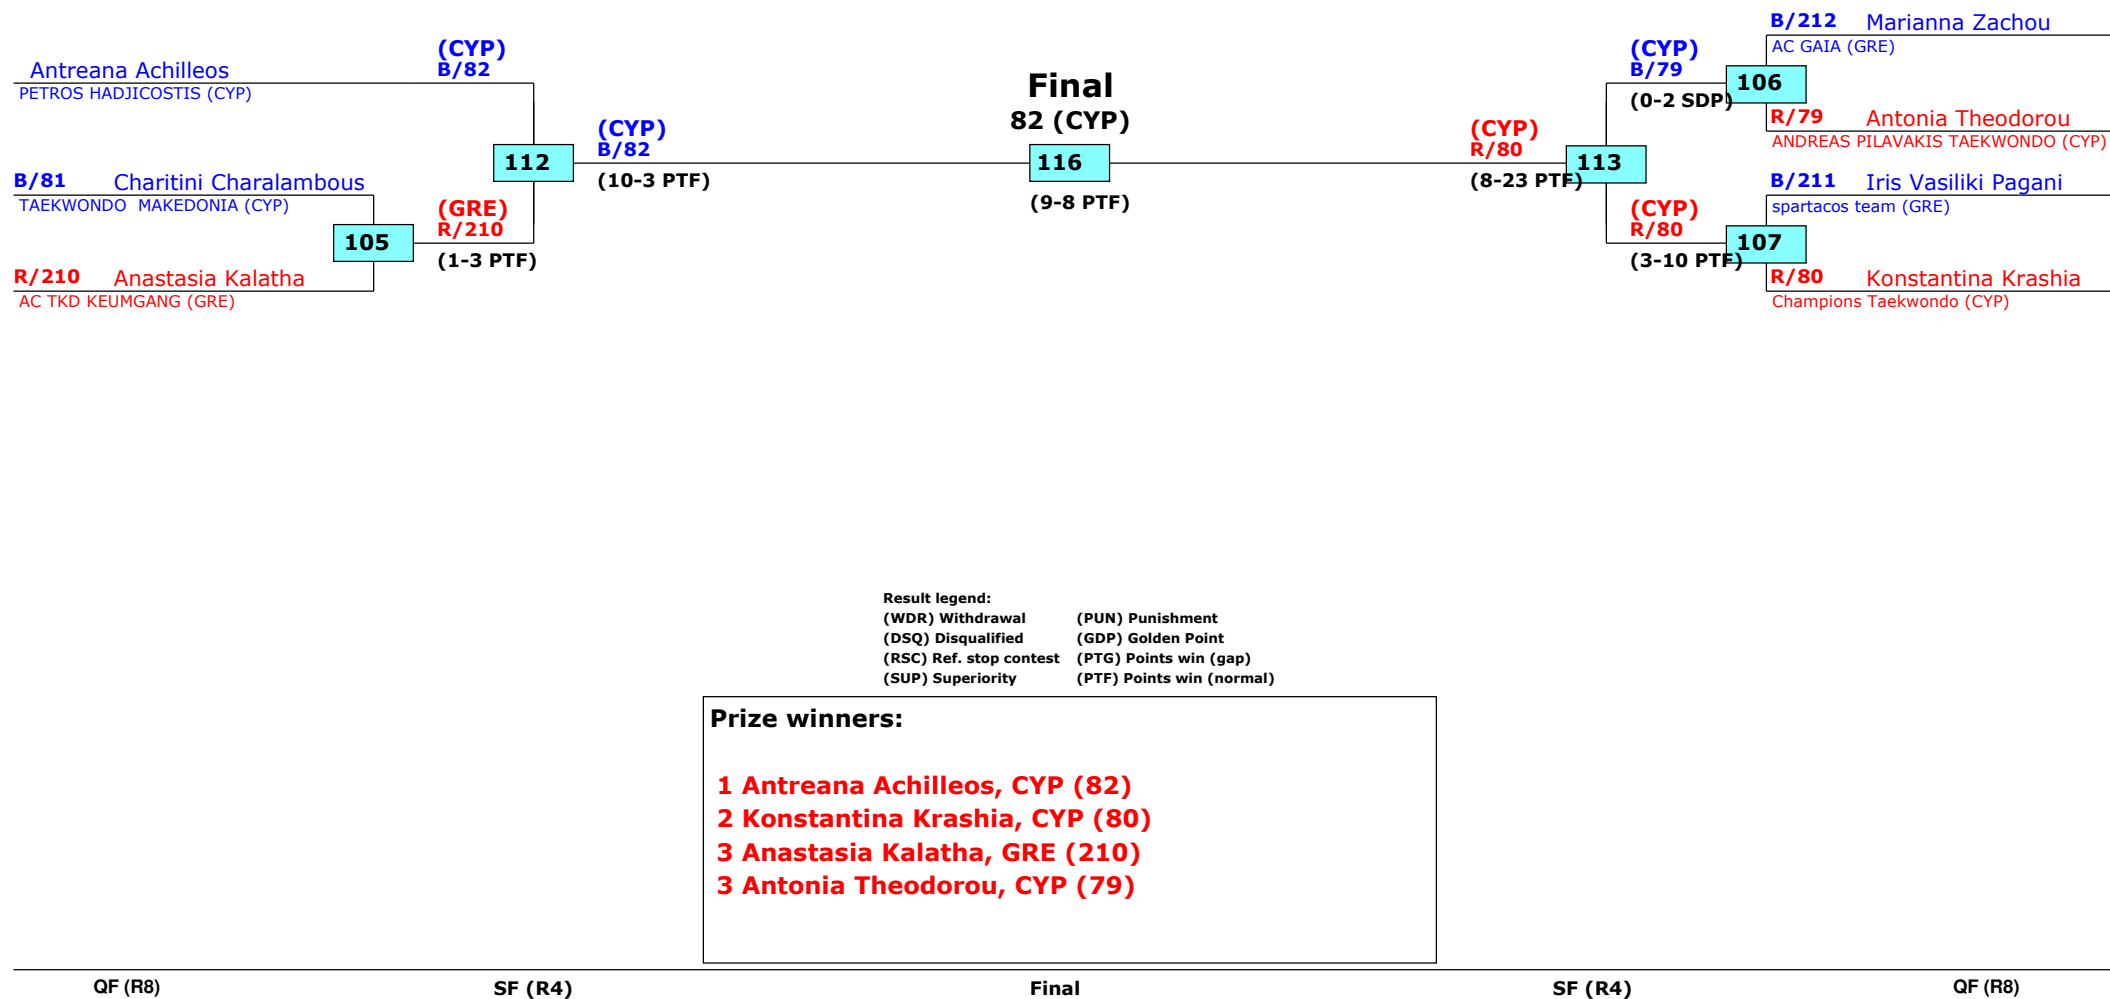 B/212 Marianna Zachou
AC GAIA (GRE)
(CYP)
B/82
(CYP)
B/79
Antreana Achilleos
PETROS HADJICOSTIS (CYP)
Final
82 (CYP)
106
(0-2 SDP)
R/79 Antonia Theodorou
ANDREAS PILAVAKIS TAEKWONDO (CYP)
(CYP)
B/82
(10-3 PTF)
112
116
(9-8 PTF)
(CYP)
R/80
(8-23 PTF)
113
B/81 Charitini Charalambous
TAEKWONDO  MAKEDONIA (CYP)
B/211 Iris Vasiliki Pagani
spartacos team (GRE)
105
(GRE)
R/210
(1-3 PTF)
(CYP)
R/80
(3-10 PTF)
107
R/210 Anastasia Kalatha
AC TKD KEUMGANG (GRE)
R/80 Konstantina Krashia
Champions Taekwondo (CYP)
Result legend:
(WDR) Withdrawal (PUN) Punishment
(DSQ) Disqualified (GDP) Golden Point
(RSC) Ref. stop contest (PTG) Points win (gap)
(SUP) Superiority (PTF) Points win (normal)
Prize winners:
1 Antreana Achilleos, CYP (82)
2 Konstantina Krashia, CYP (80)
3 Anastasia Kalatha, GRE (210)
3 Antonia Theodorou, CYP (79)
QF (R8) SF (R4) Final SF (R4) QF (R8)